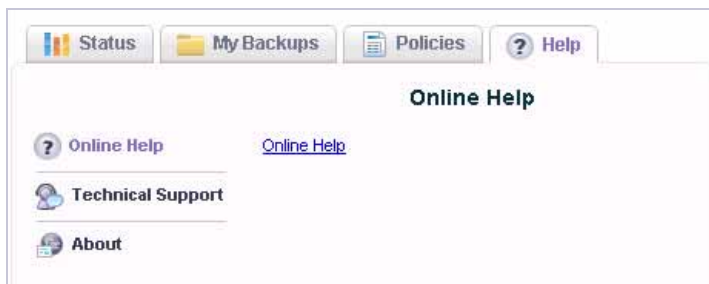 Status My Backups Policies ? Help
Online Help
? Online Help Online Help
Technical Support
About